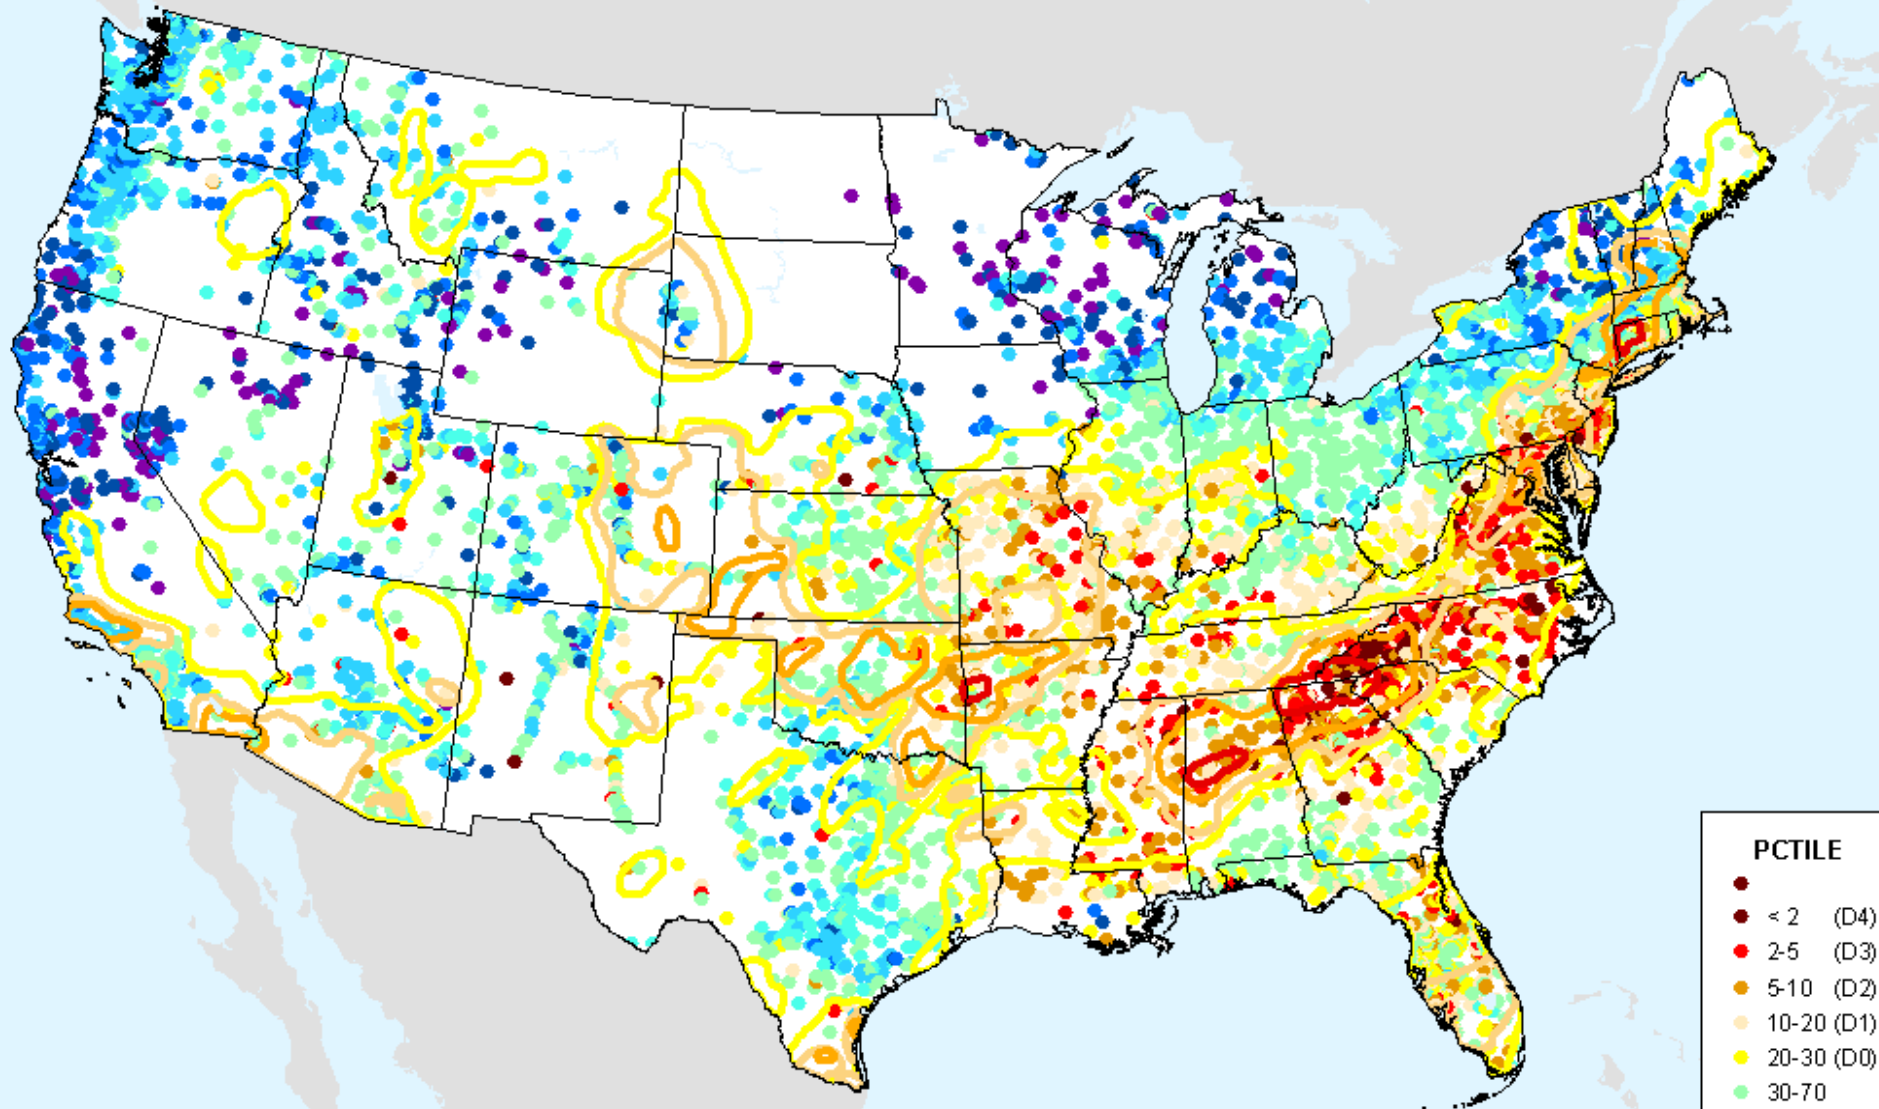 PCTILE
< 2 (D4)
2-5 (D3)
5-10 (D2)
10-20 (D1)
20-30 (D0)
30-70